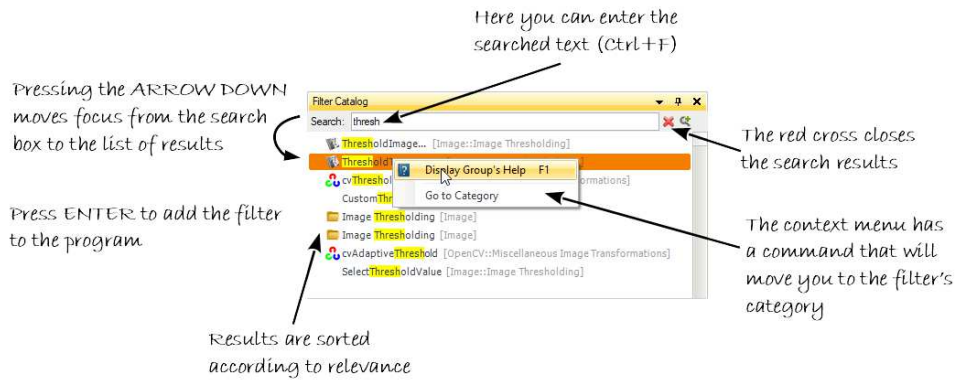 Here you can enter the
searched text (Ctrl+F)
Pressing the ARROW DOWN
moves focus from the search
box to the list of results
Filter Catalog
Search: thresh
ThresholdImage... [Image::Image Thresholding]
The red cross closes
the search results
Display Group's Help F1
Go to Category
Image Thresholding [Image]
Image Thresholding [Image]
cvAdaptiveThreshold [OpenCV::Miscellaneous Image Transformations]
SelectThresholdValue [Image::Image Thresholding]
Press ENTER to add the filter
to the program
The context menu has
a command that will
move you to the filter's
category
Results are sorted
according to relevance